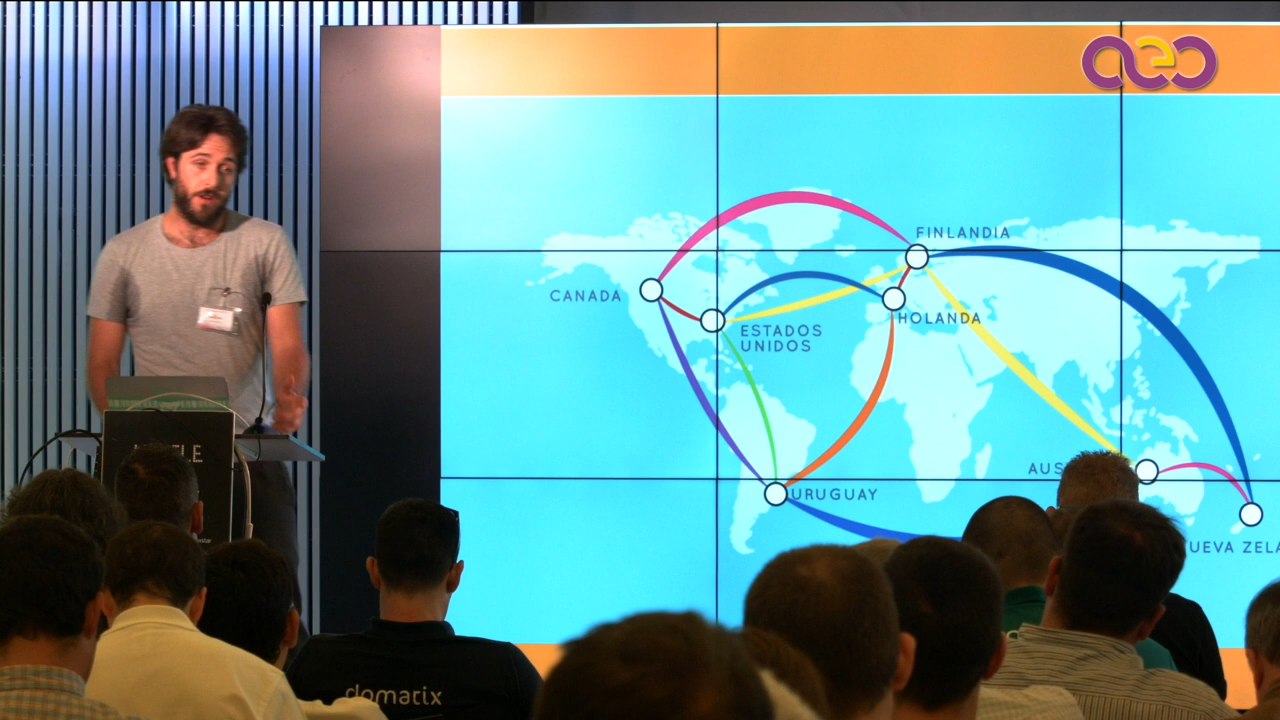 aeo
FINLANDIA
CANADA
HOLANDA
ESTADOS
UNIDOS
AUS
URUGUAY
UEVA ZELA
domatix